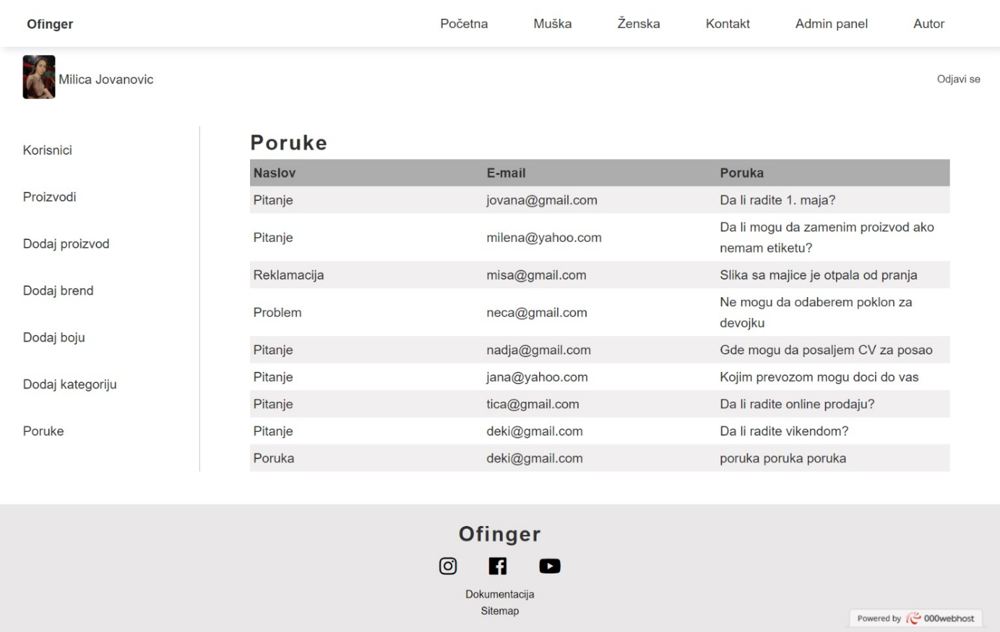 Ofinger
Početna Muška Ženska Kontakt Admin panel Autor
Milica Jovanovic
Odjavi se
Korisnici
Proizvodi
Dodaj proizvod
Dodaj brend
Dodaj boju
Dodaj kategoriju
Poruke
Poruke
Naslov E-mail Poruka
Pitanje jovana@gmail.com Da li radite 1. maja?
Pitanje milena@yahoo.com Da li mogu da zamenim proizvod ako
nemam etiketu?
Reklamacija misa@gmail.com Slika sa majice je otpala od pranja
Problem neca@gmail.com Ne mogu da odaberem poklon za
devojku
Pitanje nadja@gmail.com Gde mogu da posaljem CV za posao
Pitanje jana@yahoo.com Kojim prevozom mogu doci do vas
Pitanje tica@gmail.com Da li radite online prodaju?
Pitanje deki@gmail.com Da li radite vikendom?
Poruka deki@gmail.com poruka poruka poruka
Ofinger
Dokumentacija
Sitemap
Powered by 000webhost